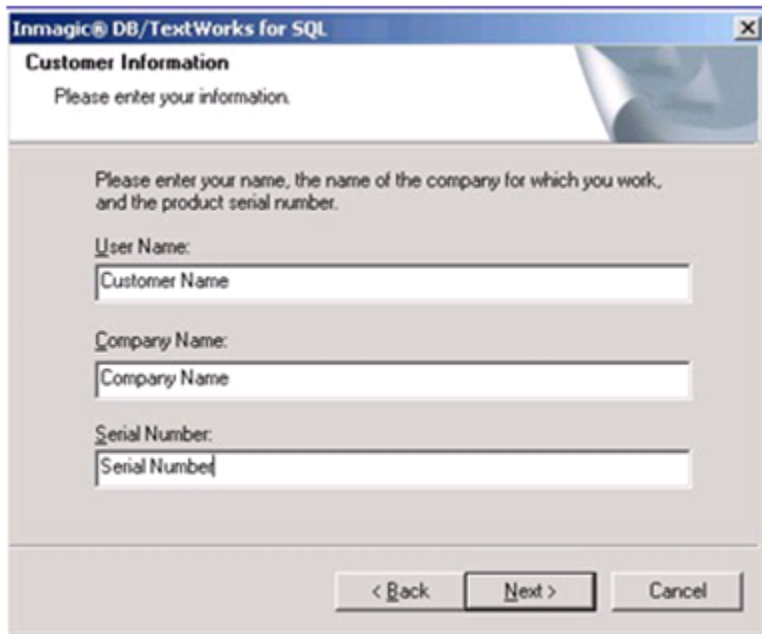 Inmagic® DB/TextWorks for SQL
Customer Information
Please enter your information.
Please enter your name, the name of the company for which you work,
and the product serial number.
User Name:
Customer Name
Company Name:
Company Name
Serial Number:
Serial Number
< Back Next > Cancel